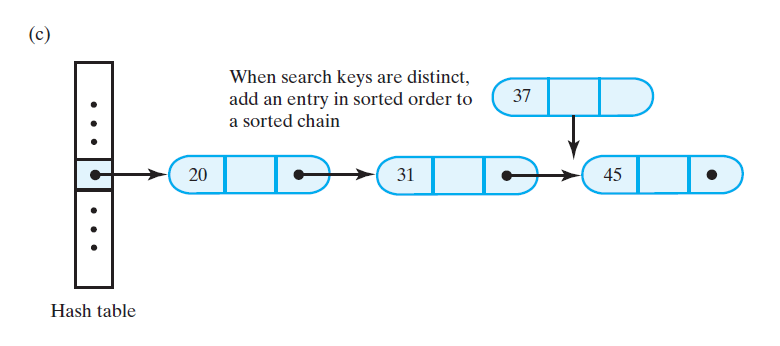 (c)
When search keys are distinct,
add an entry in sorted order to
a sorted chain
37
20
31
45
Hash table